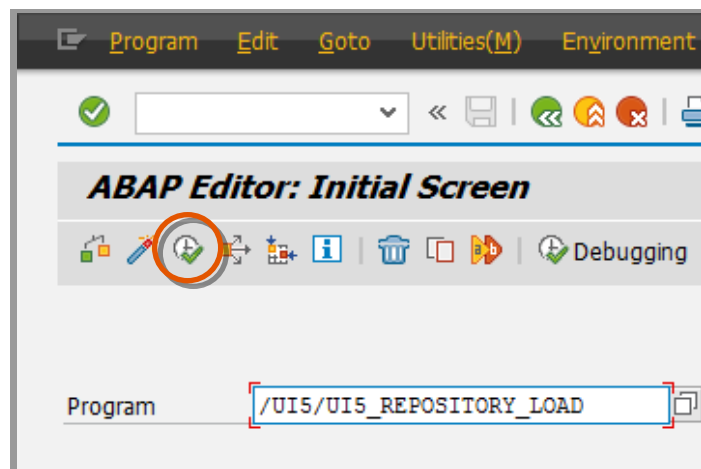 Program Edit Goto Utilities(M) Environment
ABAP Editor: Initial Screen
Debugging
Program /UI5/UI5_REPOSITORY_LOAD